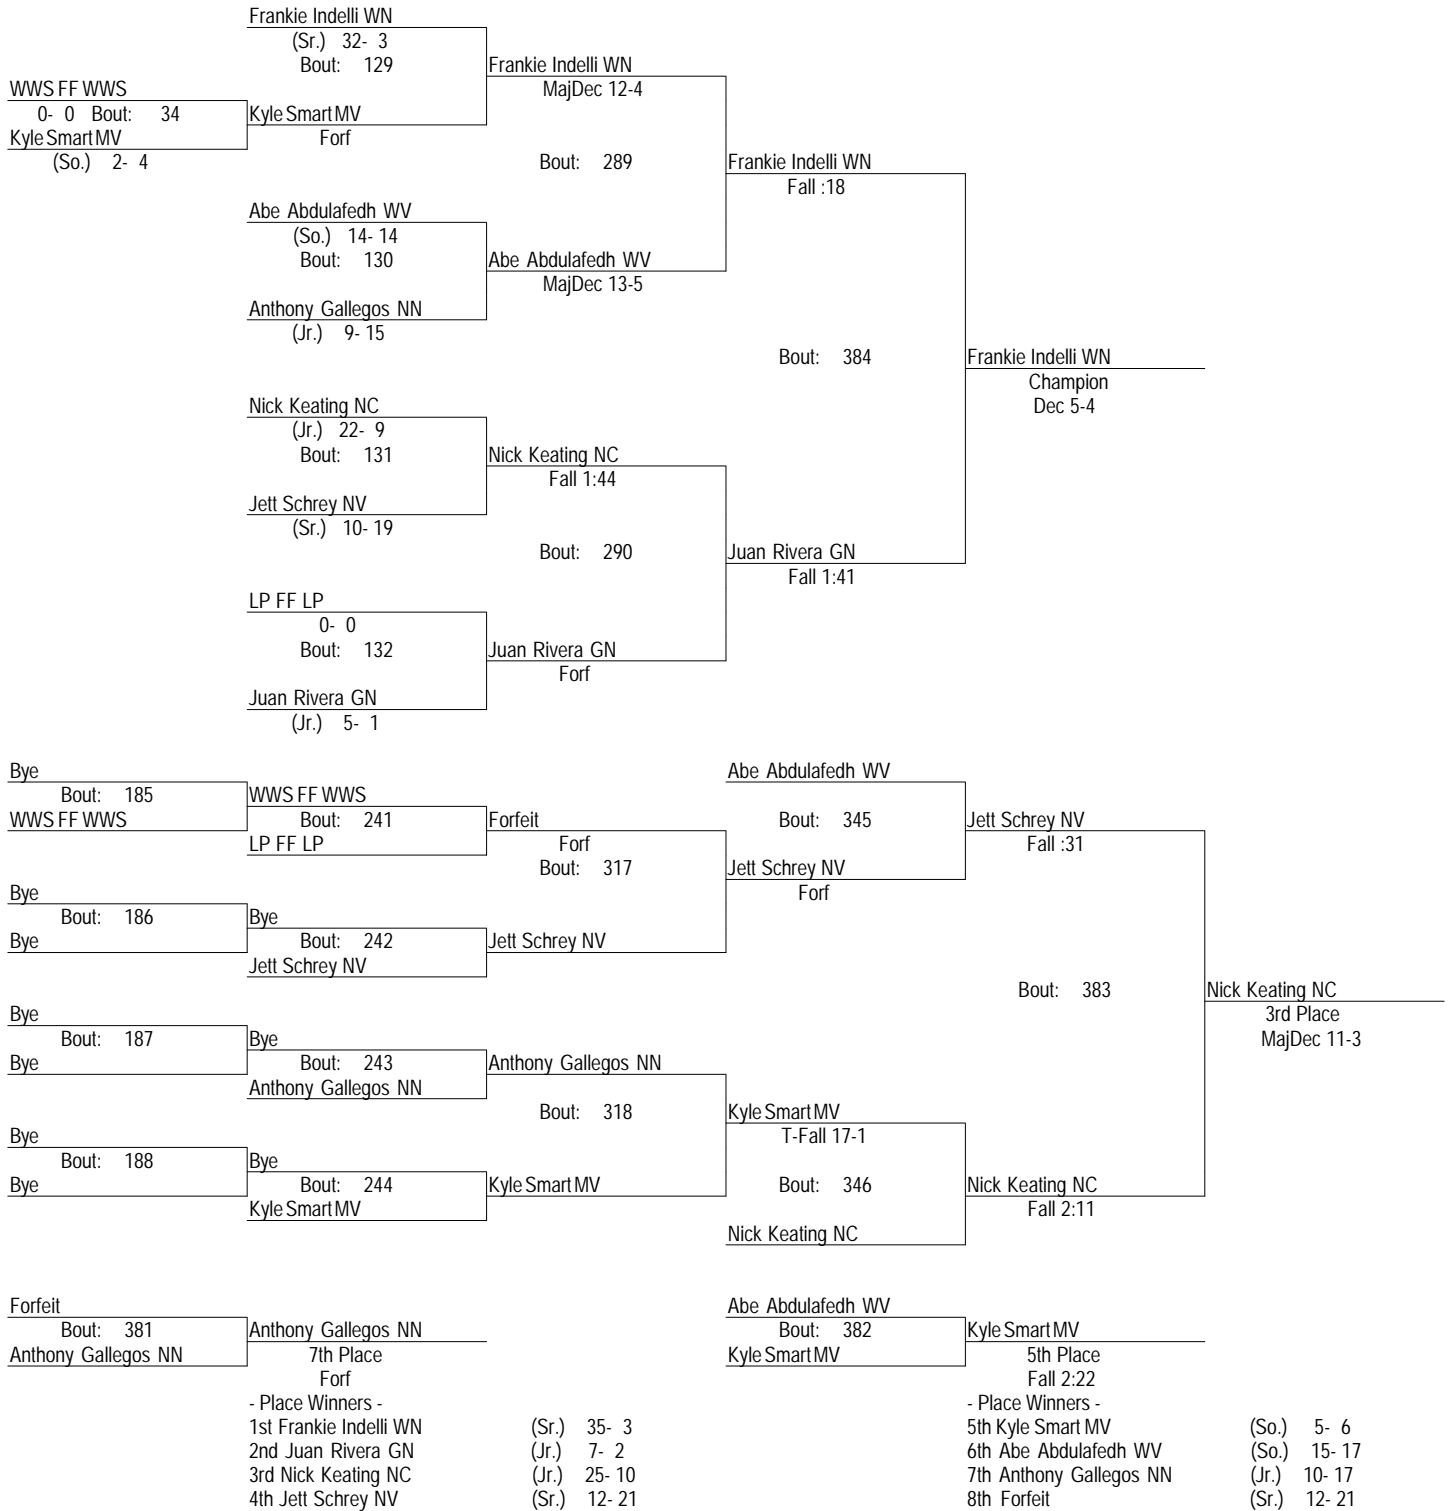 Frankie Indelli WN
(Sr.) 32- 3
Bout: 129
Frankie Indelli WN
MajDec 12-4
WWS FF WWS
0- 0 Bout: 34
Kyle Smart MV
Forf
Kyle Smart MV
(So.) 2- 4
Bout: 289
Frankie Indelli WN
Fall :18
Abe Abdulafedh WV
(So.) 14- 14
Bout: 130
Abe Abdulafedh WV
MajDec 13-5
Anthony Gallegos NN
(Jr.) 9- 15
Bout: 384
Frankie Indelli WN
Champion
Dec 5-4
Nick Keating NC
(Jr.) 22- 9
Bout: 131
Nick Keating NC
Fall 1:44
Jett Schrey NV
(Sr.) 10- 19
Bout: 290
Juan Rivera GN
Fall 1:41
LP FF LP
0- 0
Bout: 132
Juan Rivera GN
Forf
Juan Rivera GN
(Jr.) 5- 1
Bye
Bout: 185
WWS FF WWS
WWS FF WWS
Bout: 241
LP FF LP
Forfeit
Forf
Bout: 317
Abe Abdulafedh WV
Bout: 345
Jett Schrey NV
Fall :31
Jett Schrey NV
Forf
Bye
Bout: 186
Bye
Bye
Bout: 242
Jett Schrey NV
Jett Schrey NV
Bout: 383
Nick Keating NC
3rd Place
MajDec 11-3
Bye
Bout: 187
Bye
Bye
Bout: 243
Anthony Gallegos NN
Anthony Gallegos NN
Bout: 318
Kyle Smart MV
T-Fall 17-1
Bye
Bout: 188
Bye
Bye
Bout: 244
Kyle Smart MV
Kyle Smart MV
Bout: 346
Nick Keating NC
Fall 2:11
Nick Keating NC
Forfeit
Bout: 381
Anthony Gallegos NN
Anthony Gallegos NN
7th Place
Forf
Abe Abdulafedh WV
Bout: 382
Kyle Smart MV
Kyle Smart MV
5th Place
Fall 2:22
- Place Winners -
1st Frankie Indelli WN (Sr.) 35- 3
2nd Juan Rivera GN (Jr.) 7- 2
3rd Nick Keating NC (Jr.) 25- 10
4th Jett Schrey NV (Sr.) 12- 21
- Place Winners -
5th Kyle Smart MV (So.) 5- 6
6th Abe Abdulafedh WV (So.) 15- 17
7th Anthony Gallegos NN (Jr.) 10- 17
8th Forfeit (Sr.) 12- 21